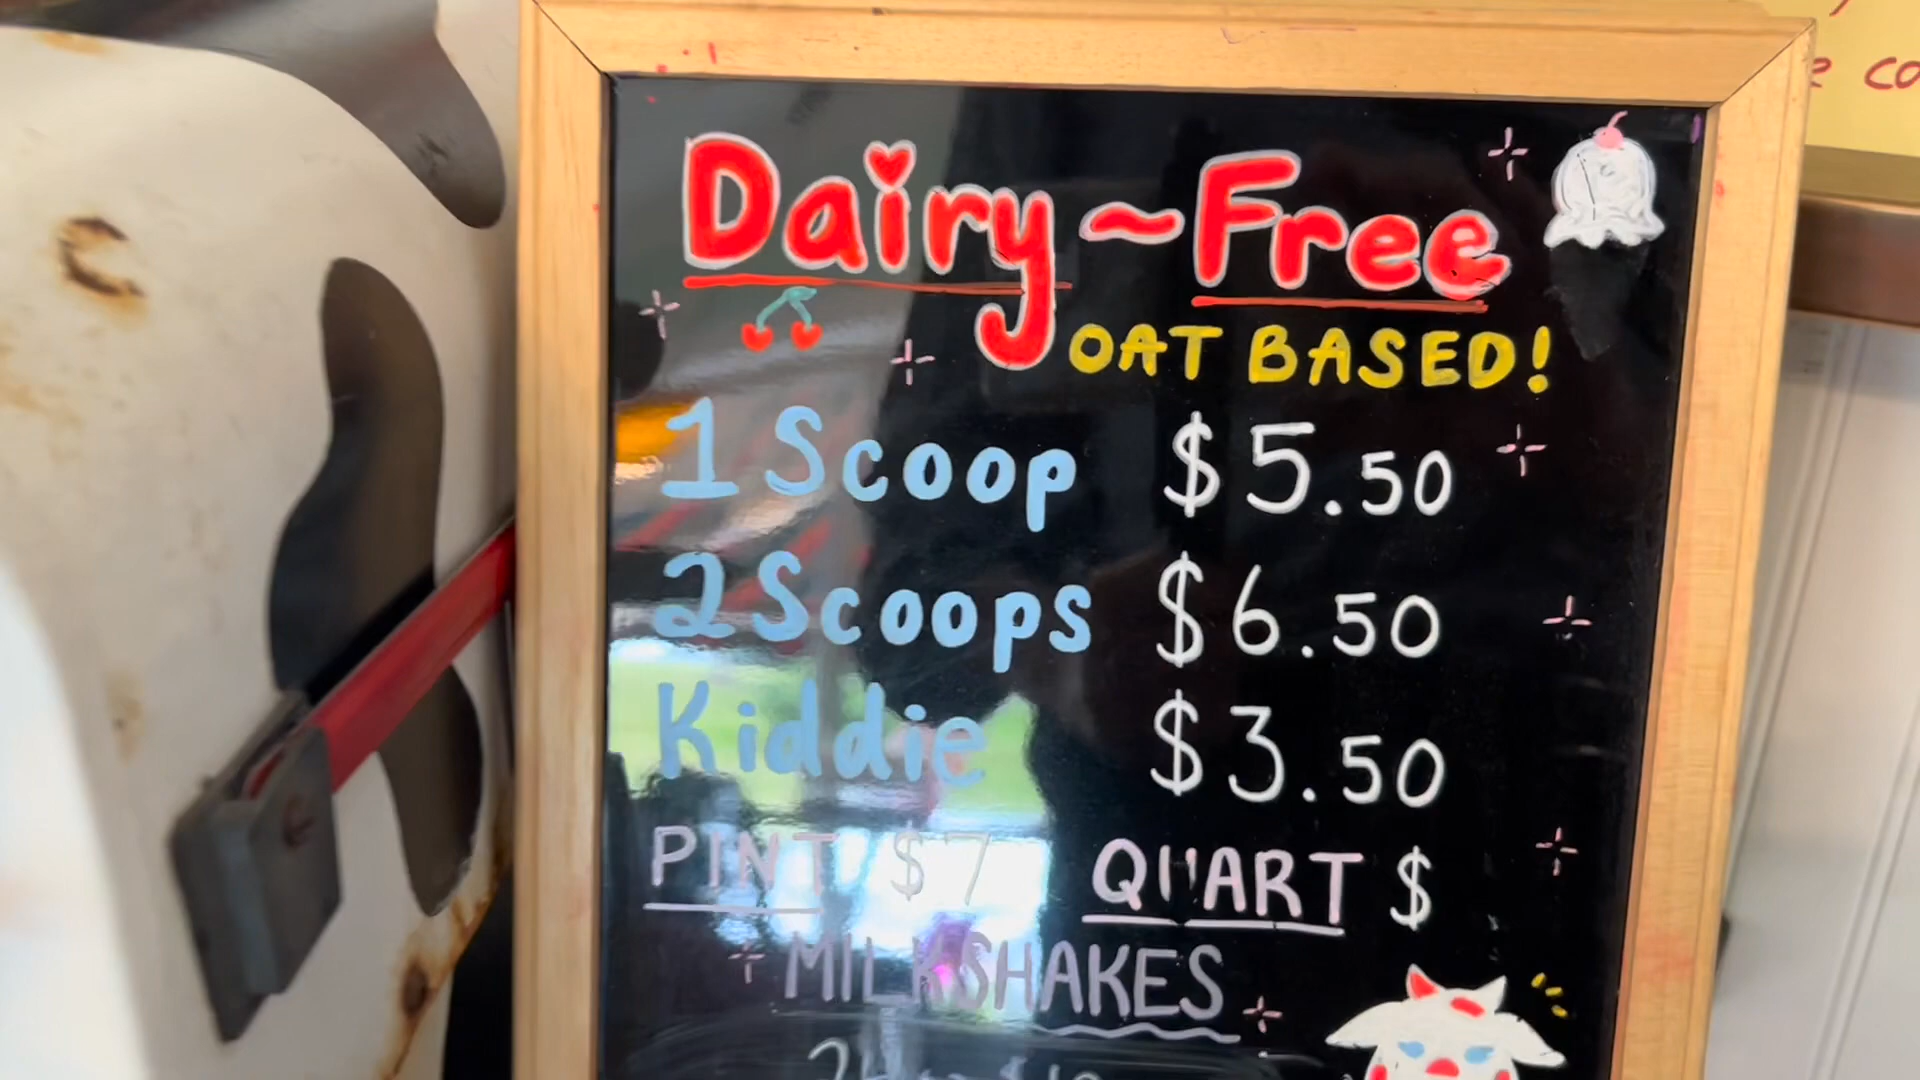 Dairy~Free
OAT BASED!
1 Scoop $5.50
2 Scoops $6.50
Kiddie $3.50
PINT $7 QUART $
MILKSHAKES